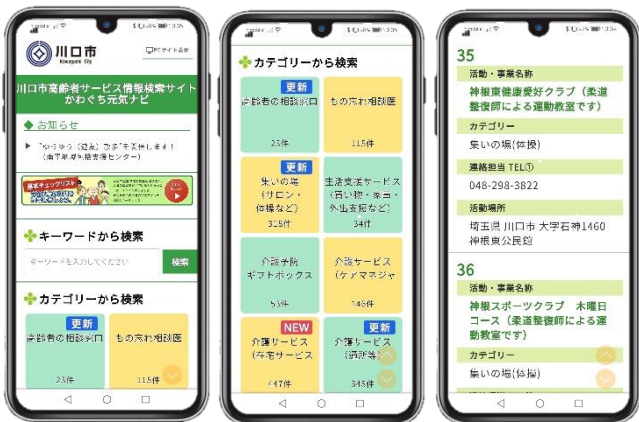 川口市
Kawaguchi City
PCサイト表示
川口市高齢者サービス情報検索サイト
かわぐち元気ナビ
お知らせ
(南平地域包括支援センター)
基本チェックリスト
キーワードから検索
キーワードを入力してください
検索
カテゴリーから検索
更新
高齢者の相談窓口
もの忘れ相談医
23件
115件
カテゴリーから検索
更新
高齢者の相談窓口
もの忘れ相談医
23件
115件
更新
集いの場
(サロン・
体操など)
315件
生活支援サービス
(買い物・家事・
外出支援など)
34件
介護予防
ギフトボックス
53件
介護サービス
(ケアマネジャ
146件
NEW
介護サービス
(在宅サービス
447件
更新
介護サービス
(通所等)
345件
35
活動・事業名称
神根東健康愛好クラブ(柔道
整復師による運動教室です)
カテゴリー
集いの場(体操)
連絡担当 TEL①
048-298-3822
活動場所
埼玉県 川口市 大字石神1460
神根東公民館
36
活動・事業名称
神根スポーツクラブ 木曜日
コース(柔道整復師による運
動教室です)
カテゴリー
集いの場(体操)